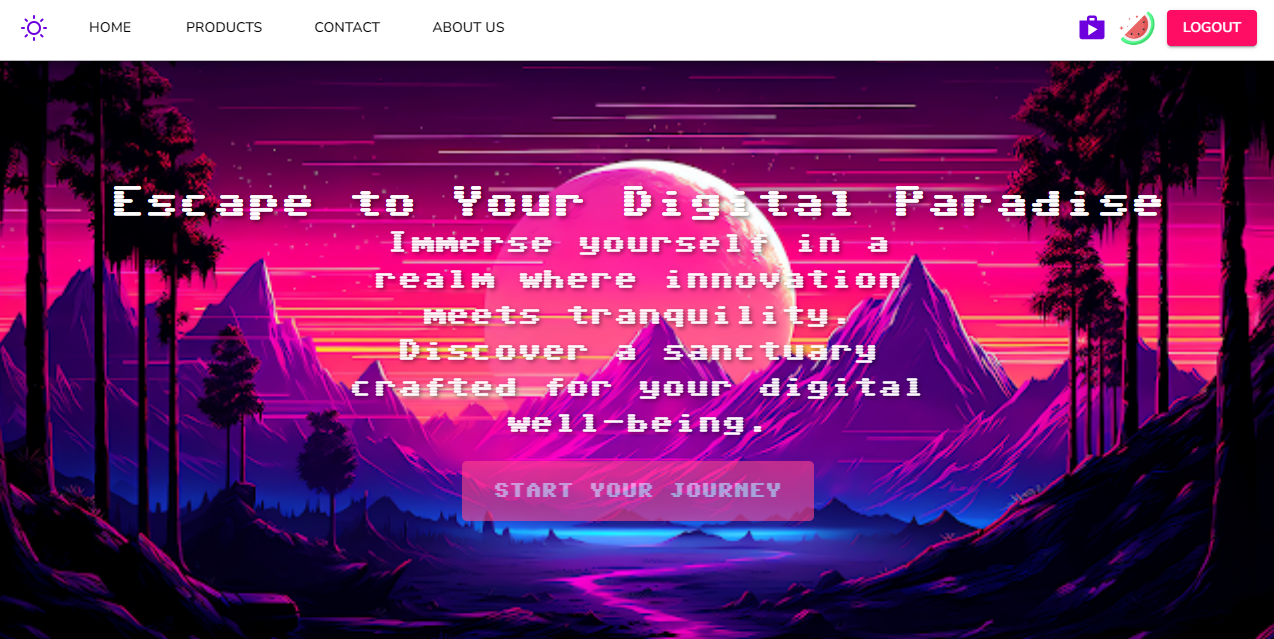 HOME PRODUCTS CONTACT ABOUT US LOGOUT
Escape to Your Digital Paradise
Immerse yourself in a
realm where innovation
meets tranquility.
Discover a sanctuary
crafted for your digital
well-being.
START YOUR JOURNEY